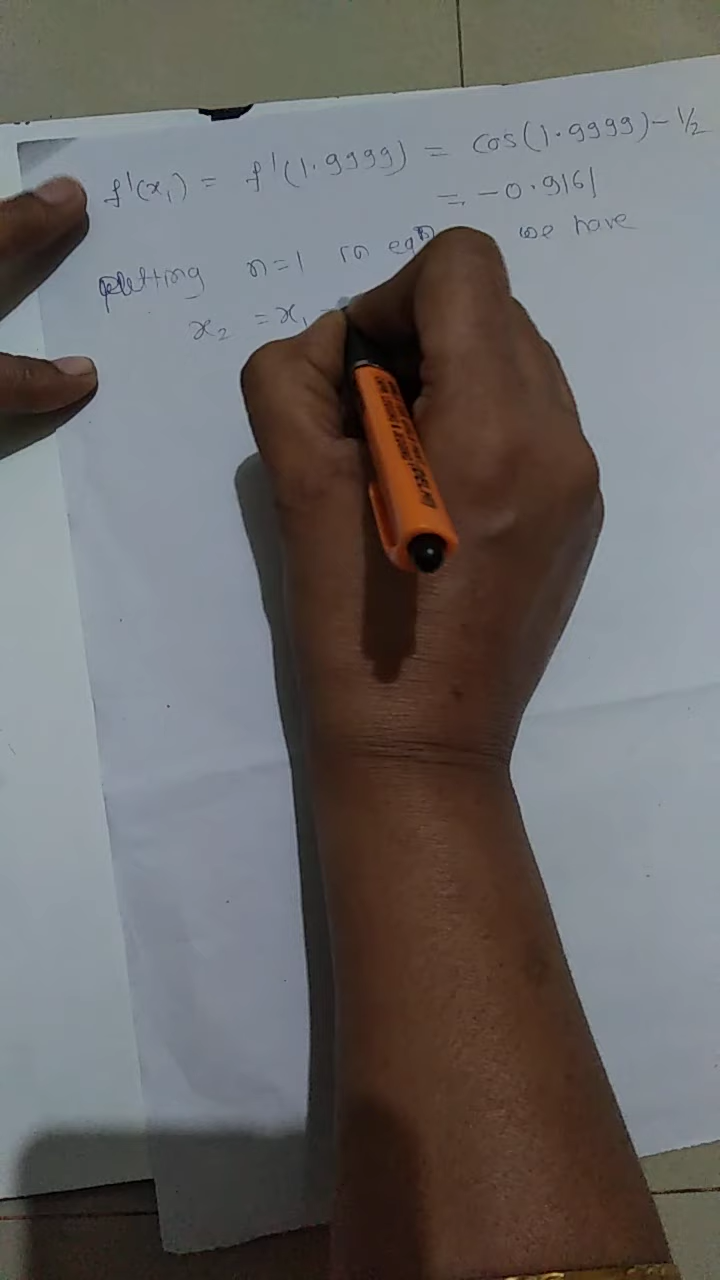 f'(x₁) = f'(1.9999) = cos(1.9999) - 1/2
= -0.9161
putting n=1 in eqn we have
x₂ = x₁ -